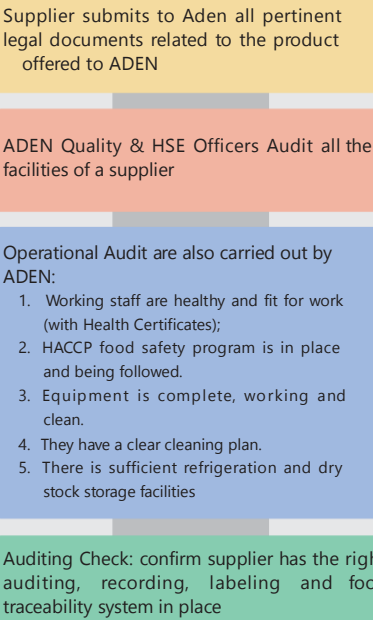 Supplier submits to Aden all pertinent
legal documents related to the product
offered to ADEN
ADEN Quality & HSE Officers Audit all the
facilities of a supplier
Operational Audit are also carried out by
ADEN:
1. Working staff are healthy and fit for work
(with Health Certificates);
2. HACCP food safety program is in place
and being followed.
3. Equipment is complete, working and
clean.
4. They have a clear cleaning plan.
5. There is sufficient refrigeration and dry
stock storage facilities
Auditing Check: confirm supplier has the
auditing, recording, labeling and
traceability system in place